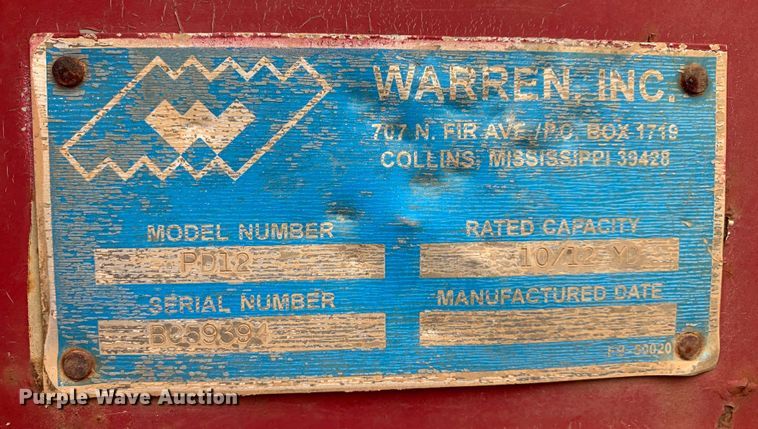 WARREN, INC.
707 N. FIR AVE./P.O. BOX 1719
COLLINS, MISSISSIPPI 39428
MODEL NUMBER
RATED CAPACITY
PD12
10/12 YD
SERIAL NUMBER
MANUFACTURED DATE
Purple Wave Auction